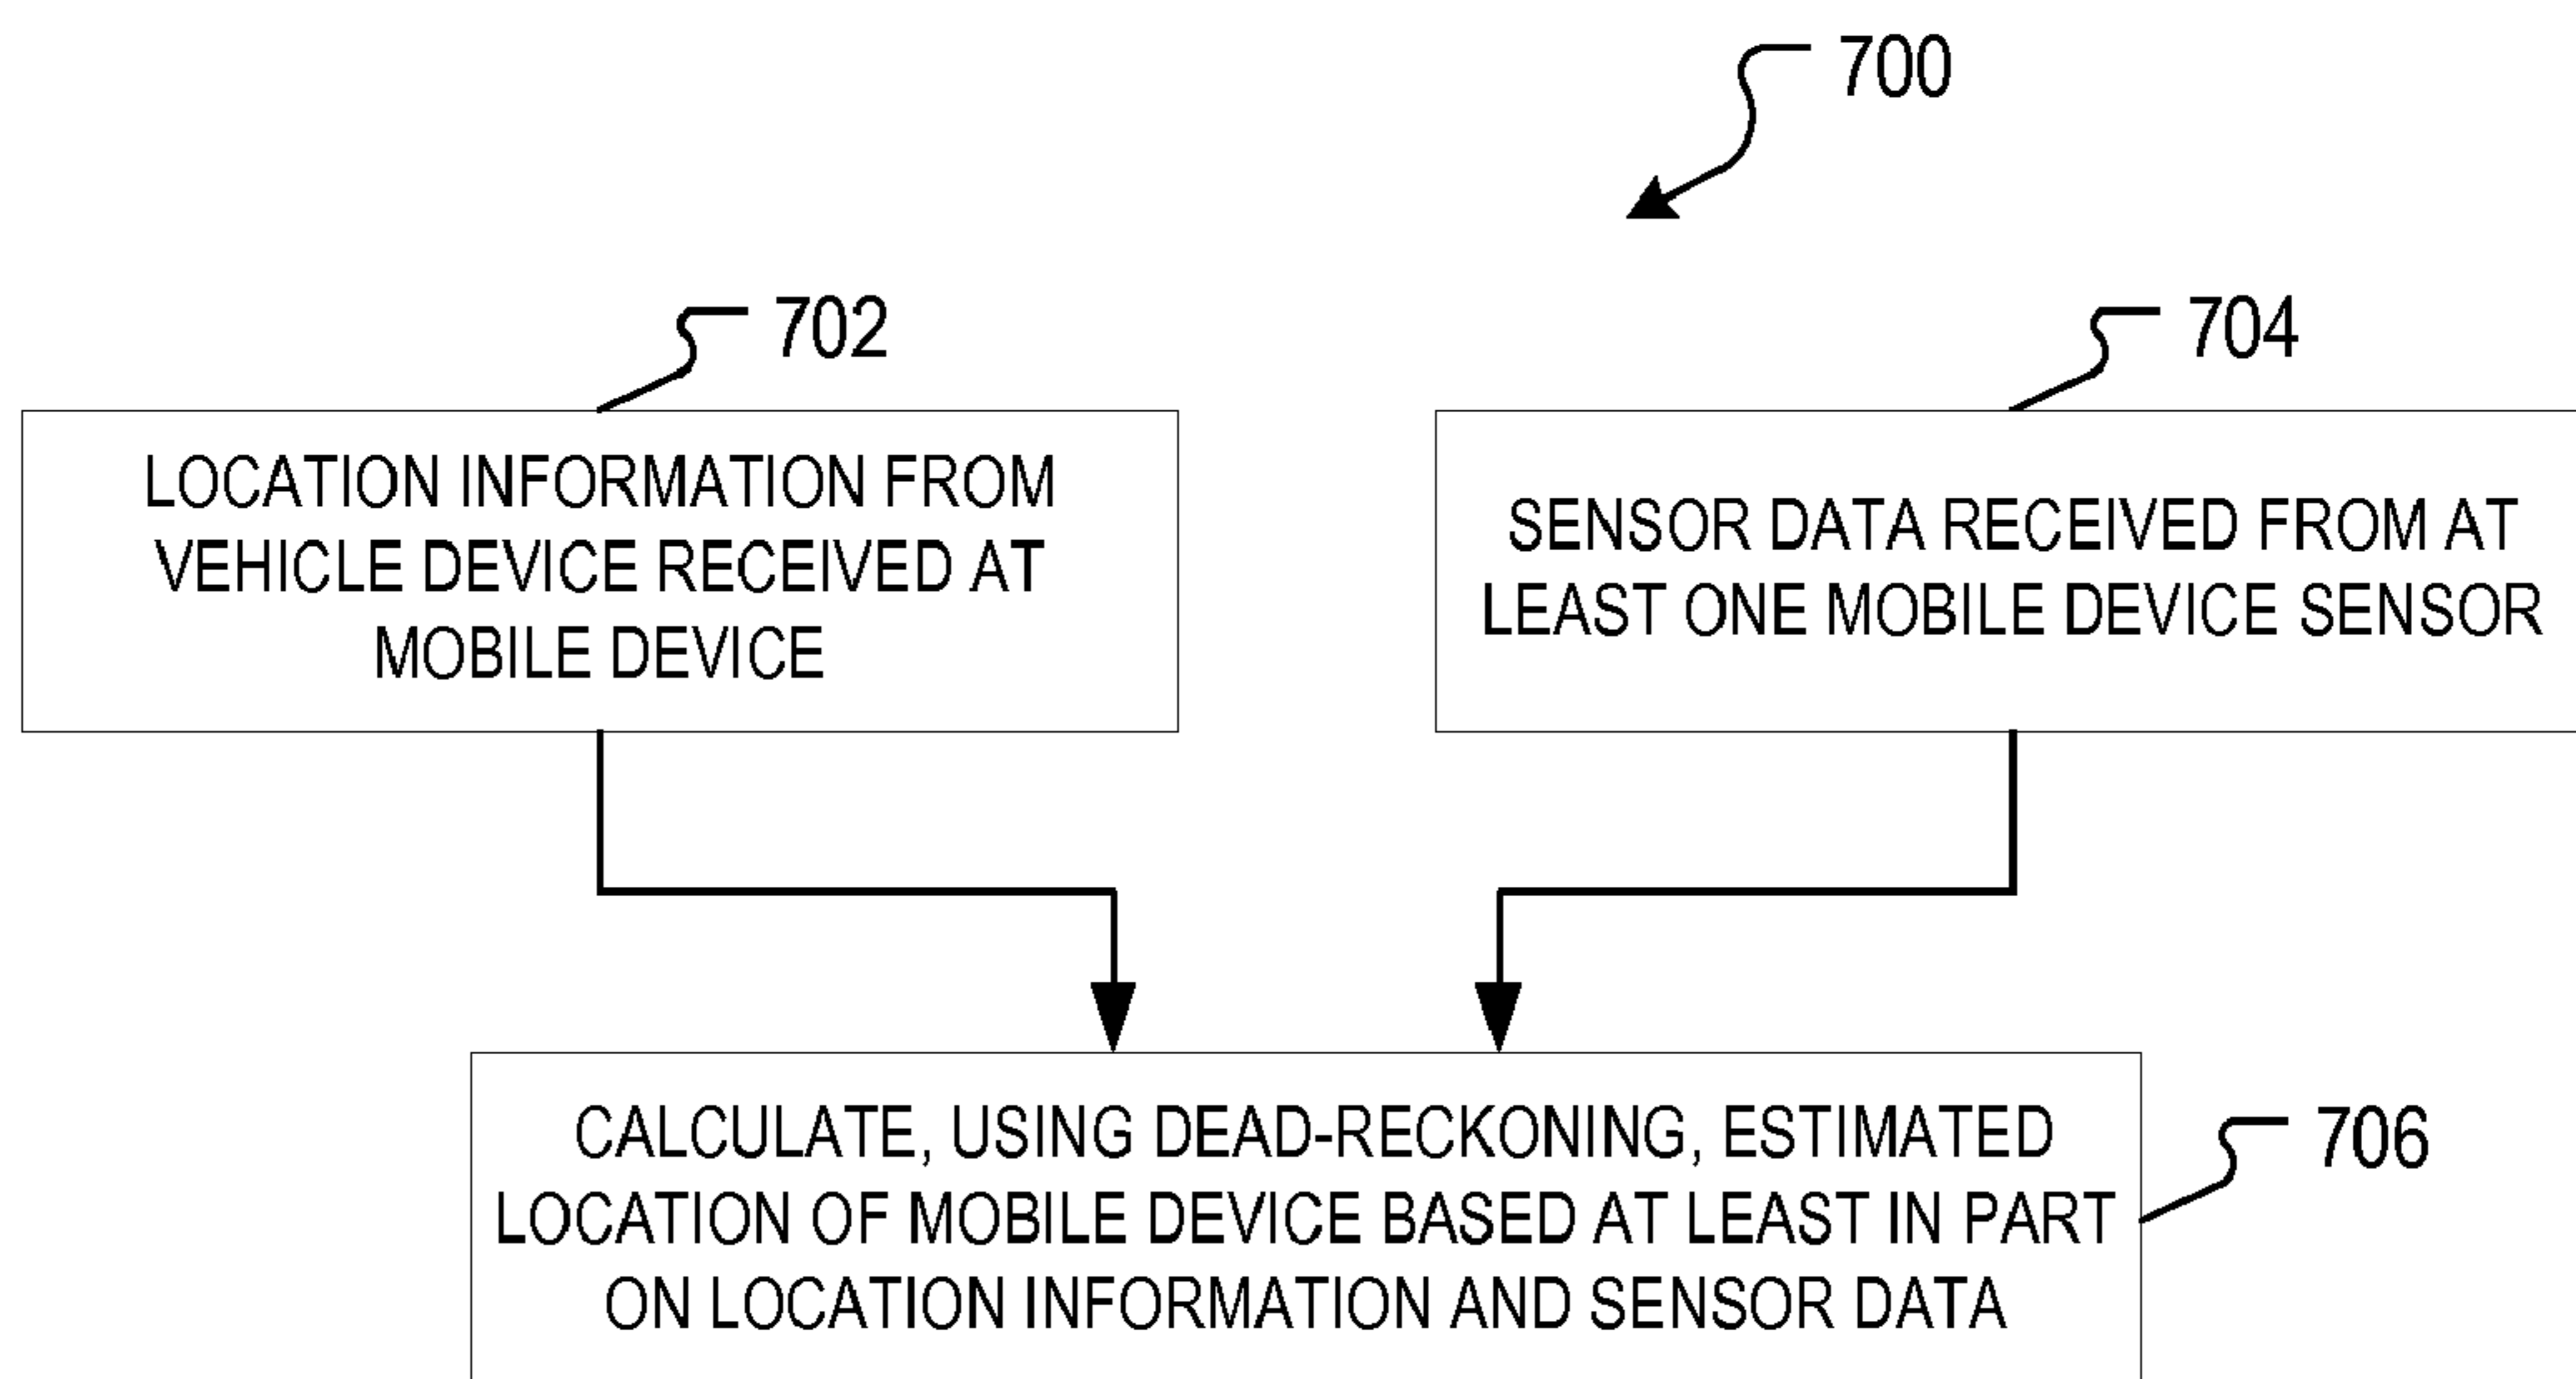 700
702
LOCATION INFORMATION FROM
VEHICLE DEVICE RECEIVED AT
MOBILE DEVICE
704
SENSOR DATA RECEIVED FROM AT
LEAST ONE MOBILE DEVICE SENSOR
CALCULATE, USING DEAD-RECKONING, ESTIMATED
LOCATION OF MOBILE DEVICE BASED AT LEAST IN PART
ON LOCATION INFORMATION AND SENSOR DATA
706